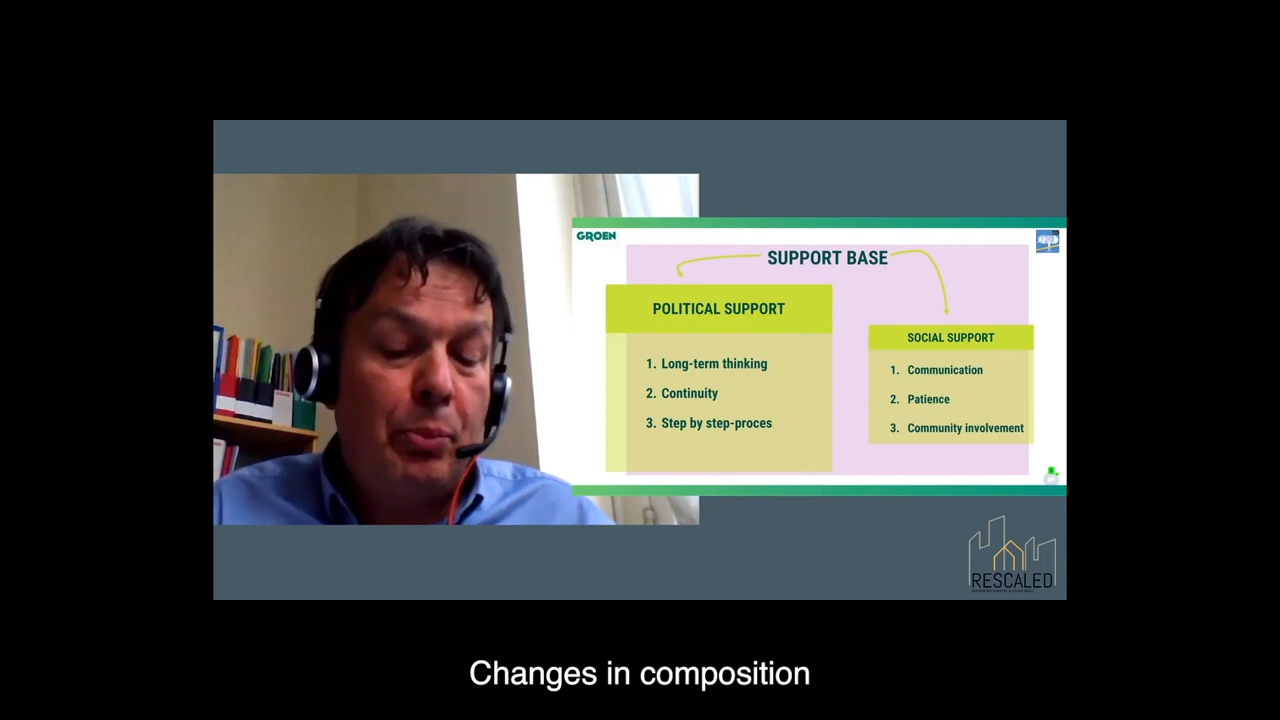 GROEN
SUPPORT BASE
POLITICAL SUPPORT
1. Long-term thinking
2. Continuity
3. Step by step-proces
SOCIAL SUPPORT
1. Communication
2. Patience
3. Community involvement
RESCALED
Changes in composition